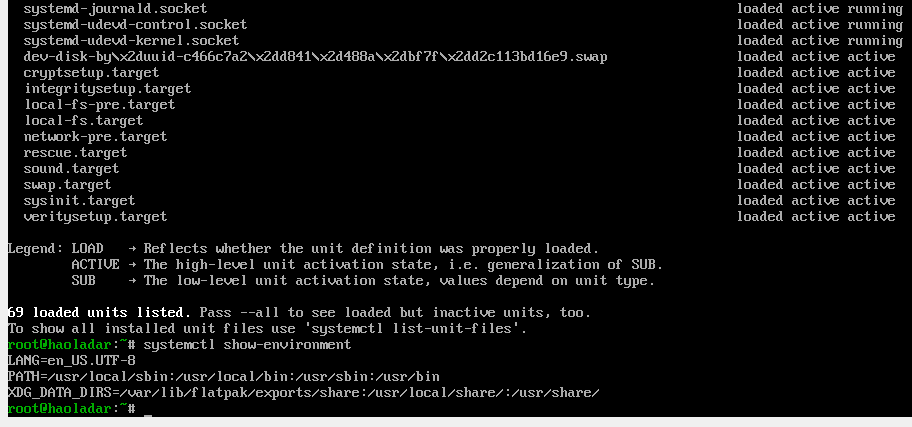 systemd-journald.socket loaded active running
systemd-udevd-control.socket loaded active running
systemd-udevd-kernel.socket loaded active running
dev-disk-by\x2duuid-c466c7a2\x2dd841\x2d488a\x2dbf7f\x2dd2c113bd16e9.swap loaded active active
cryptsetup.target loaded active active
integritysetup.target loaded active active
local-fs-pre.target loaded active active
local-fs.target loaded active active
network-pre.target loaded active active
rescue.target loaded active active
sound.target loaded active active
swap.target loaded active active
sysinit.target loaded active active
veritysetup.target loaded active active
Legend: LOAD → Reflects whether the unit definition was properly loaded.
ACTIVE → The high-level unit activation state, i.e. generalization of SUB.
SUB → The low-level unit activation state, values depend on unit type.
69 loaded units listed. Pass --all to see loaded but inactive units, too.
To show all installed unit files use 'systemctl list-unit-files'.
root@haoladar:~# systemctl show-environment
LANG=en_US.UTF-8
PATH=/usr/local/sbin:/usr/local/bin:/usr/sbin:/usr/bin
XDG_DATA_DIRS=/var/lib/flatpak/exports/share:/usr/local/share/:/usr/share/
root@haoladar:~# _